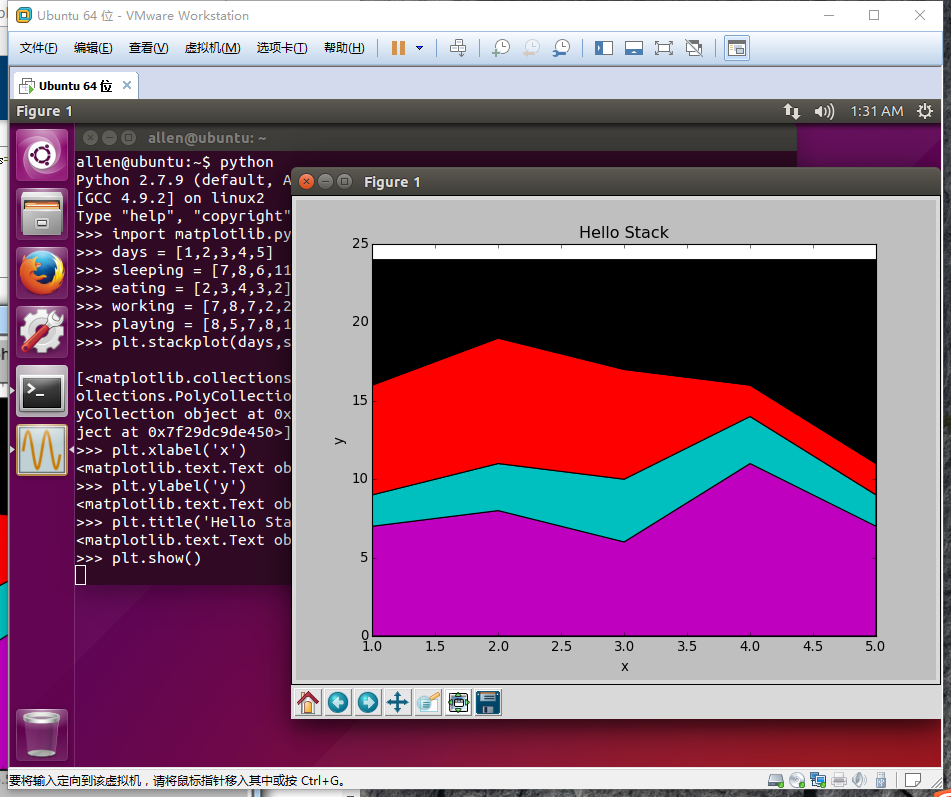 Ubuntu 64 位 - VMware Workstation
文件(F) 编辑(E) 查看(V) 虚拟机(M) 选项卡(T) 帮助(H)
Ubuntu 64 位
Figure 1 1:31 AM
allen@ubuntu: ~
allen@ubuntu:~$ python
Python 2.7.9 (default, A
[GCC 4.9.2] on linux2
Type "help", "copyright"
>>> import matplotlib.py
>>> days = [1,2,3,4,5]
>>> sleeping = [7,8,6,11
>>> eating = [2,3,4,3,2]
>>> working = [7,8,7,2,2
>>> playing = [8,5,7,8,1
>>> plt.stackplot(days,s
[<matplotlib.collections
ollections.PolyCollectio
yCollection object at 0x
ject at 0x7f29dc9de450>]
>>> plt.xlabel('x')
<matplotlib.text.Text ob
>>> plt.ylabel('y')
<matplotlib.text.Text ob
>>> plt.title('Hello Sta
<matplotlib.text.Text ob
>>> plt.show()
Figure 1
Hello Stack
25
20
15
10
5
0
y
1.0 1.5 2.0 2.5 3.0 3.5 4.0 4.5 5.0
x
要将输入定向到该虚拟机，请将鼠标指针移入其中或按 Ctrl+G。